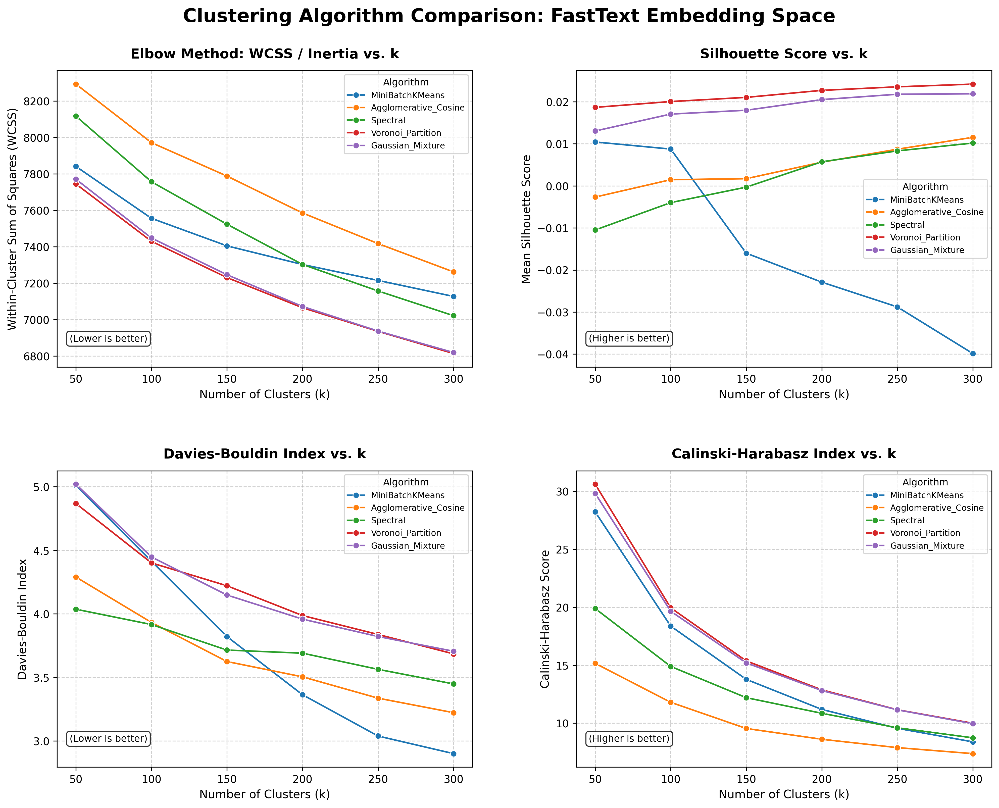 Clustering Algorithm Comparison: FastText Embedding Space
Elbow Method: WCSS / Inertia vs. k
Within-Cluster Sum of Squares (WCSS)
8200
8000
7800
7600
7400
7200
7000
6800
Algorithm
MiniBatchKMeans
Agglomerative_Cosine
Spectral
Voronoi_Partition
Gaussian_Mixture
(Lower is better)
50 100 150 200 250 300
Number of Clusters (k)
Silhouette Score vs. k
Mean Silhouette Score
0.02
0.01
0.00
−0.01
−0.02
−0.03
−0.04
Algorithm
MiniBatchKMeans
Agglomerative_Cosine
Spectral
Voronoi_Partition
Gaussian_Mixture
(Higher is better)
50 100 150 200 250 300
Number of Clusters (k)
Davies-Bouldin Index vs. k
Davies-Bouldin Index
5.0
4.5
4.0
3.5
3.0
Algorithm
MiniBatchKMeans
Agglomerative_Cosine
Spectral
Voronoi_Partition
Gaussian_Mixture
(Lower is better)
50 100 150 200 250 300
Number of Clusters (k)
Calinski-Harabasz Index vs. k
Calinski-Harabasz Score
30
25
20
15
10
Algorithm
MiniBatchKMeans
Agglomerative_Cosine
Spectral
Voronoi_Partition
Gaussian_Mixture
(Higher is better)
50 100 150 200 250 300
Number of Clusters (k)